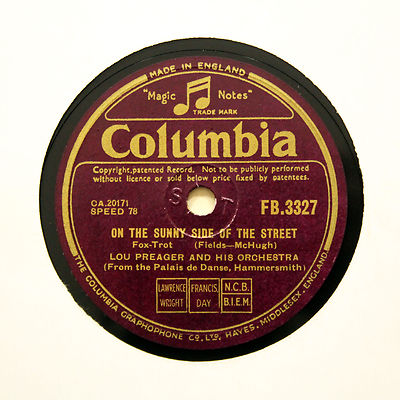 MADE IN ENGLAND
"Magic Notes"
TRADE MARK
Columbia
Copyright, patented Record. Not to be publicly performed
without licence or sold below price fixed by patentees.
CA.20171
SPEED 78
FB.3327
ON THE SUNNY SIDE OF THE STREET
Fox-Trot (Fields—McHugh)
LOU PREAGER AND HIS ORCHESTRA
(From the Palais de Danse, Hammersmith)
LAWRENCE
WRIGHT
FRANCIS,
DAY
N.C.B.
B.I.E.M.
THE COLUMBIA GRAPHOPHONE CO., LTD. HAYES, MIDDLESEX, ENGLAND